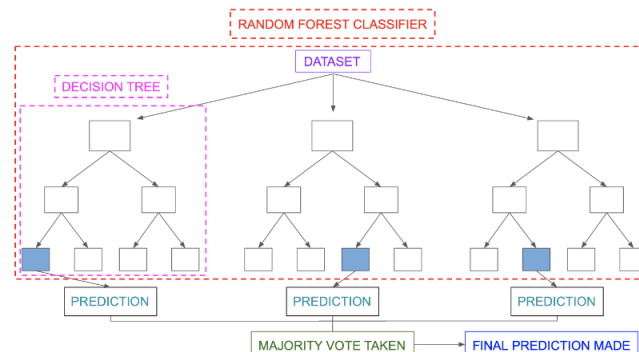 RANDOM FOREST CLASSIFIER
DATASET
DECISION TREE
PREDICTION
PREDICTION
PREDICTION
MAJORITY VOTE TAKEN
FINAL PREDICTION MADE